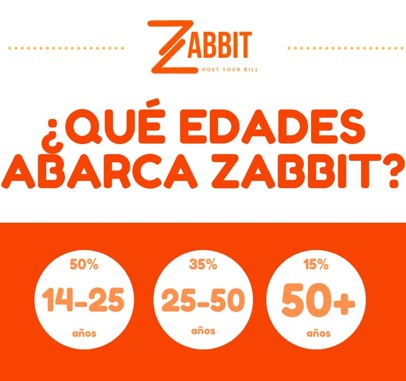 ZABBIT
HOST YOUR BILL
¿QUÉ EDADES
ABARCA ZABBIT?
50% 35% 15%
14-25 25-50 50+
años años años